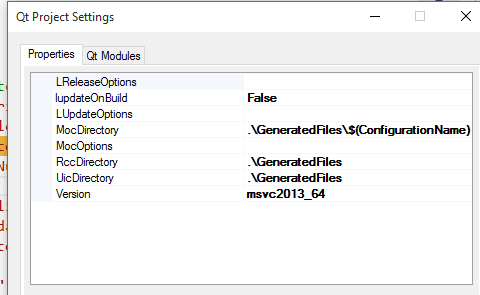 Qt Project Settings
Properties Qt Modules
LReleaseOptions
lupdateOnBuild False
LUpdateOptions
MocDirectory .\GeneratedFiles\$(ConfigurationName)
MocOptions
RccDirectory .\GeneratedFiles
UicDirectory .\GeneratedFiles
Version msvc2013_64